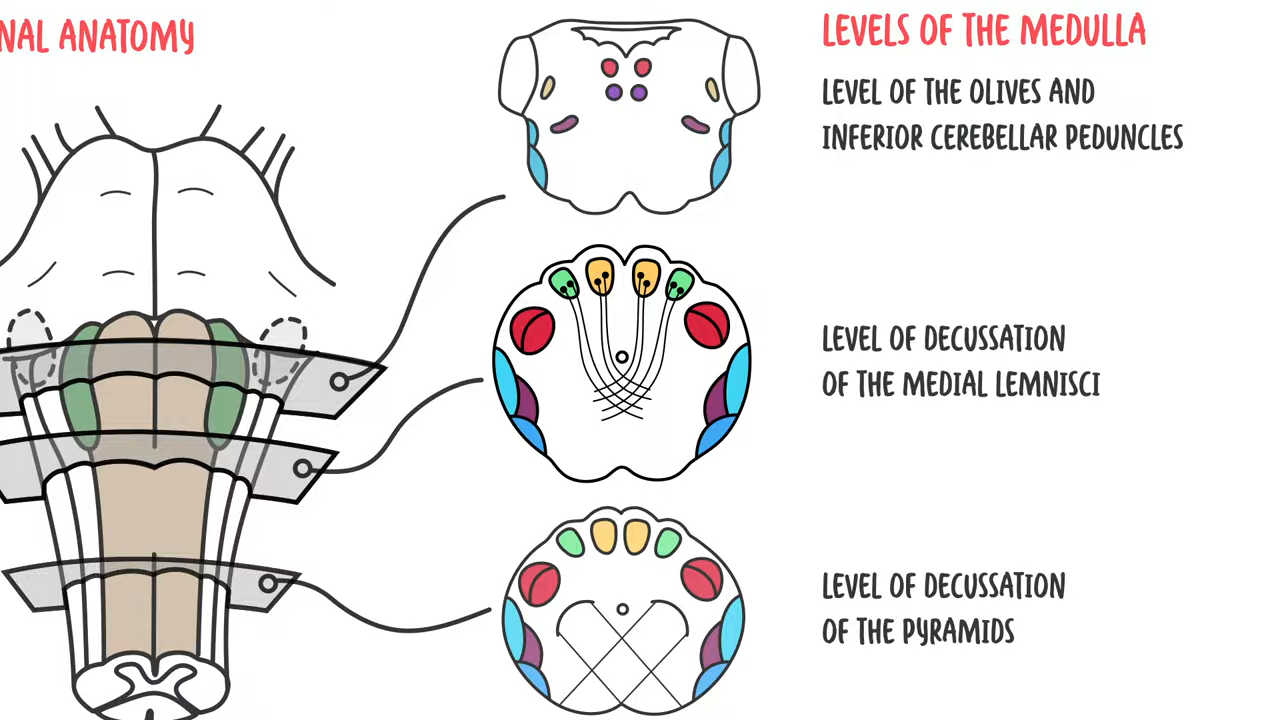 NAL ANATOMY
LEVELS OF THE MEDULLA
LEVEL OF THE OLIVES AND
INFERIOR CEREBELLAR PEDUNCLES
LEVEL OF DECUSSATION
OF THE MEDIAL LEMNISCI
LEVEL OF DECUSSATION
OF THE PYRAMIDS